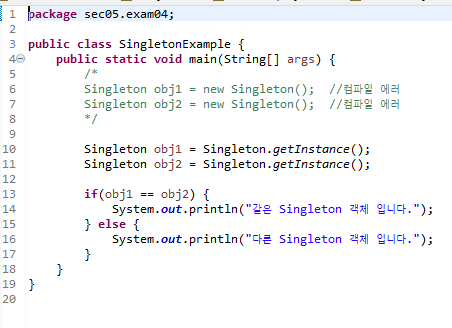 1 package sec05.exam04;
2
3 public class SingletonExample {
4     public static void main(String[] args) {
5         /*
6         Singleton obj1 = new Singleton();  //컴파일 에러
7         Singleton obj2 = new Singleton();  //컴파일 에러
8         */
9
10         Singleton obj1 = Singleton.getInstance();
11         Singleton obj2 = Singleton.getInstance();
12
13         if(obj1 == obj2) {
14             System.out.println("같은 Singleton 객체 입니다.");
15         } else {
16             System.out.println("다른 Singleton 객체 입니다.");
17         }
18     }
19 }
20